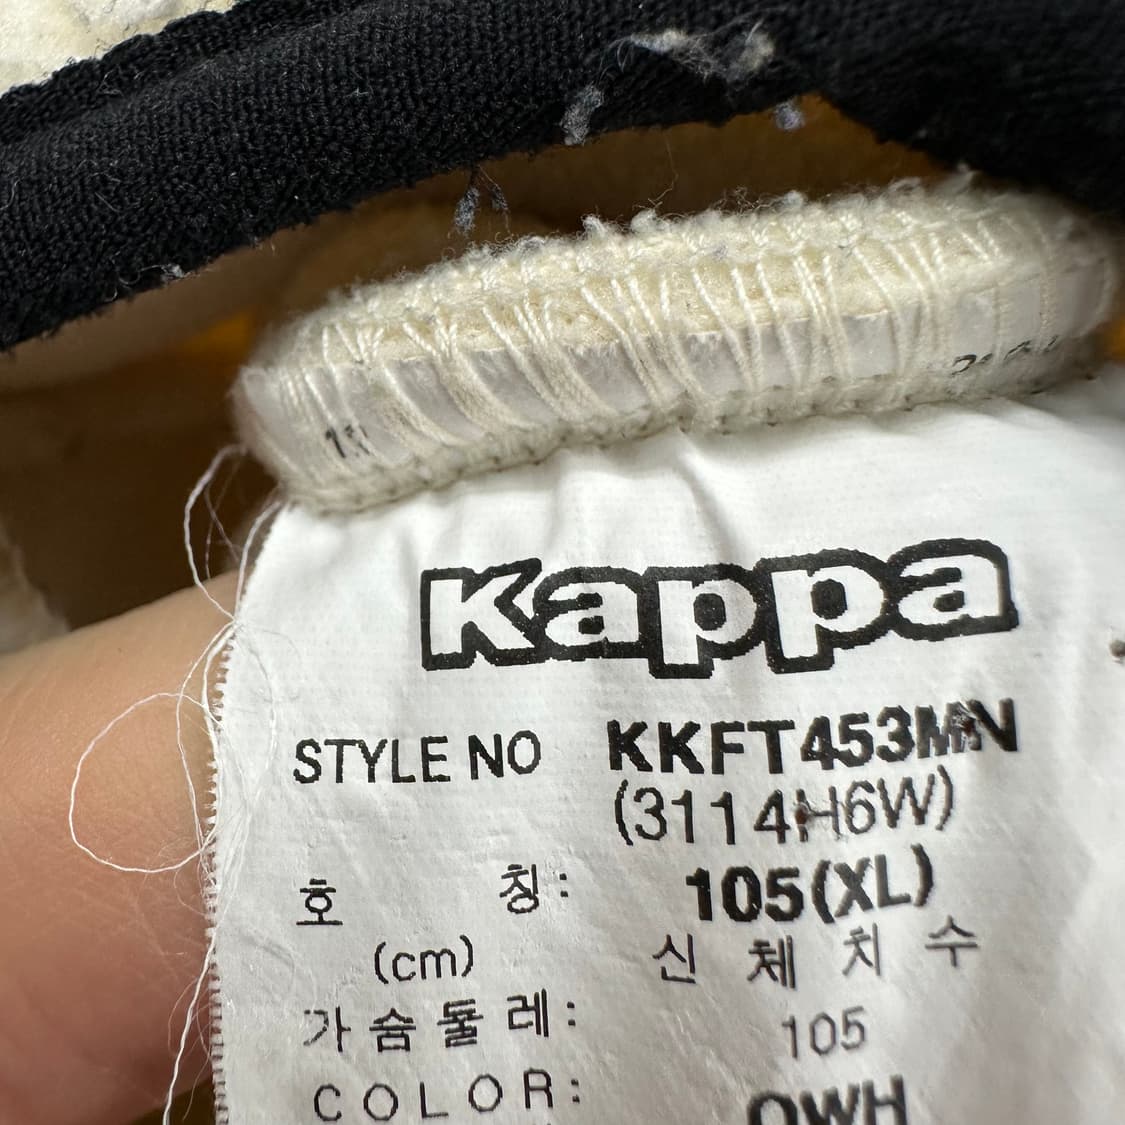 Kappa
STYLE NO KKFT453MN
(3114H6W)
호 칭: 105(XL)
(cm) 신 체 치 수
가 슴 둘 레: 105
COLOR: OWH